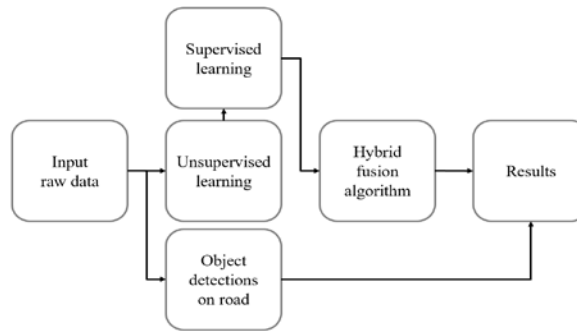 Supervised
learning
Input
raw data
Unsupervised
learning
Hybrid
fusion
algorithm
Results
Object
detections
on road